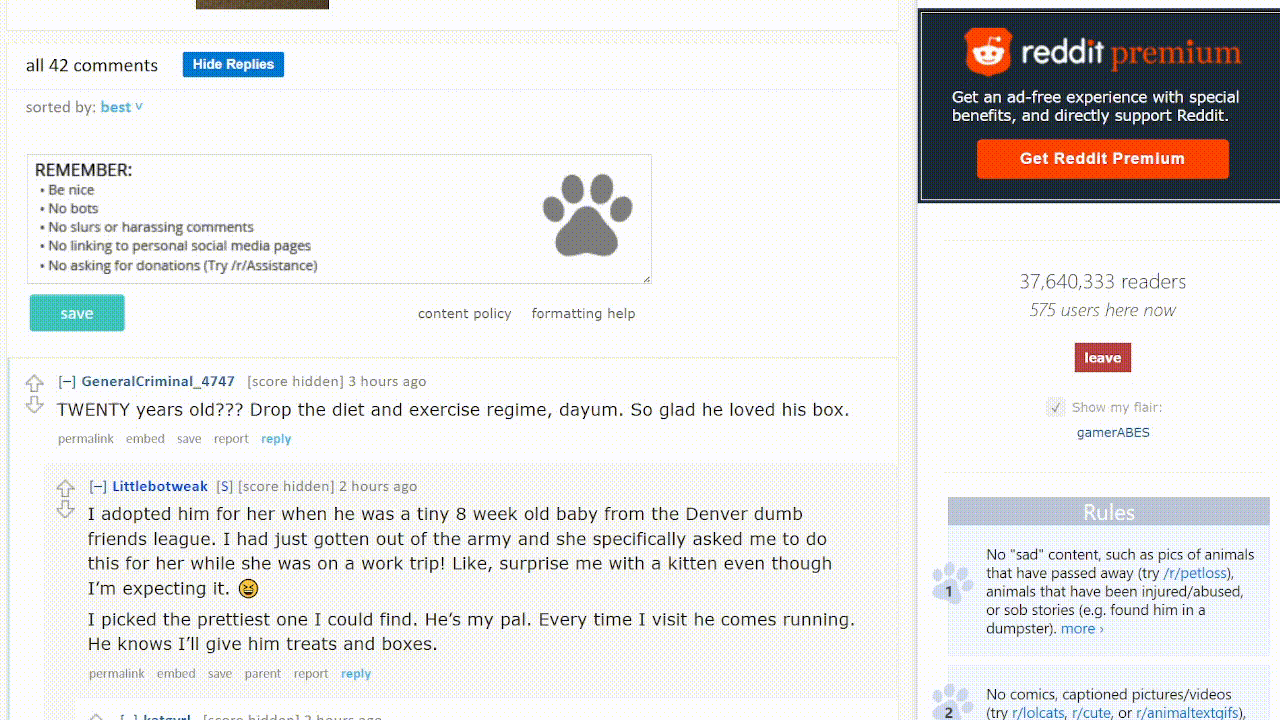 all 42 comments
Hide Replies
sorted by: best
REMEMBER:
• Be nice
• No bots
• No slurs or harassing comments
• No linking to personal social media pages
• No asking for donations (Try /r/Assistance)
save
content policy formatting help
[–] GeneralCriminal_4747 [score hidden] 3 hours ago
TWENTY years old??? Drop the diet and exercise regime, dayum. So glad he loved his box.
permalink embed save report reply
[–] Littlebotweak [S] [score hidden] 2 hours ago
I adopted him for her when he was a tiny 8 week old baby from the Denver dumb
friends league. I had just gotten out of the army and she specifically asked me to do
this for her while she was on a work trip! Like, surprise me with a kitten even though
I’m expecting it. 😆
I picked the prettiest one I could find. He’s my pal. Every time I visit he comes running.
He knows I’ll give him treats and boxes.
permalink embed save parent report reply
reddit premium
Get an ad-free experience with special
benefits, and directly support Reddit.
Get Reddit Premium
37,640,333 readers
575 users here now
leave
Show my flair:
gamerABES
Rules
1
No "sad" content, such as pics of animals
that have passed away (try /r/petloss),
animals that have been injured/abused,
or sob stories (e.g. found him in a
dumpster). more ›
2
No comics, captioned pictures/videos
(try r/lolcats, r/cute, or r/animaltextgifs),